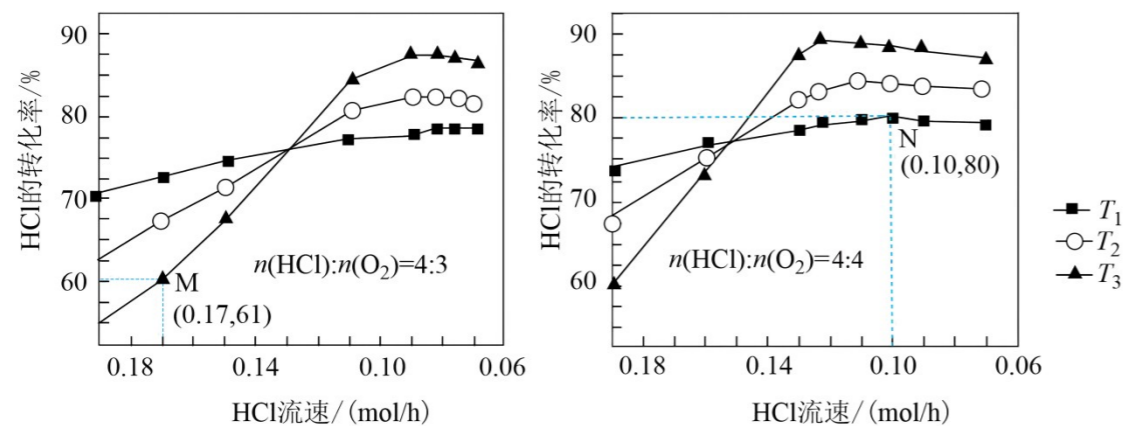 HCl的转化率/%
90
80
70
60
M
(0.17,61)
n(HCl):n(O₂)=4:3
0.18
0.14
0.10
0.06
HCl流速/(mol/h)
HCl的转化率/%
90
80
70
60
N
(0.10,80)
n(HCl):n(O₂)=4:4
0.18
0.14
0.10
0.06
HCl流速/(mol/h)
T₁
T₂
T₃